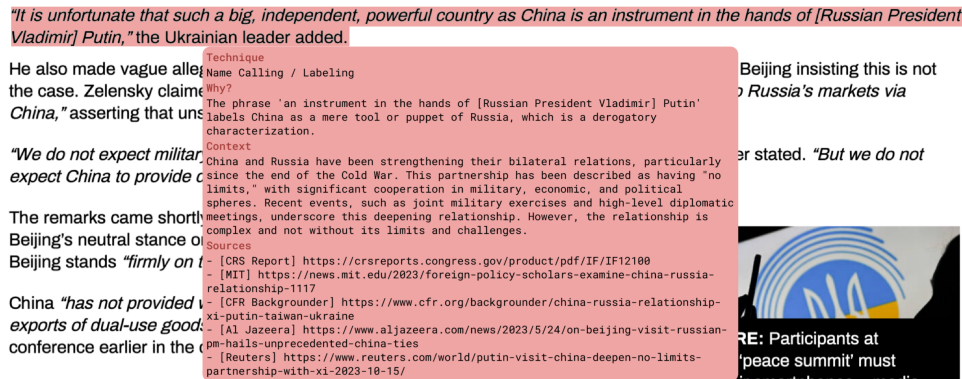 “It is unfortunate that such a big, independent, powerful country as China is an instrument in the hands of [Russian President
Vladimir] Putin,” the Ukrainian leader added.
Technique
Name Calling / Labeling
Why?
The phrase 'an instrument in the hands of [Russian President Vladimir] Putin'
labels China as a mere tool or puppet of Russia, which is a derogatory
characterization.
Context
China and Russia have been strengthening their bilateral relations, particularly
since the end of the Cold War. This partnership has been described as having "no
limits," with significant cooperation in military, economic, and political
spheres. Recent events, such as joint military exercises and high-level diplomatic
meetings, underscore this deepening relationship. However, the relationship is
complex and not without its limits and challenges.
Sources
- [CRS Report] https://crsreports.congress.gov/product/pdf/IF/IF12100
- [MIT] https://news.mit.edu/2023/foreign-policy-scholars-examine-china-russia-
relationship-1117
- [CFR Backgrounder] https://www.cfr.org/backgrounder/china-russia-relationship-
xi-putin-taiwan-ukraine
- [Al Jazeera] https://www.aljazeera.com/news/2023/5/24/on-beijing-visit-russian-
pm-hails-unprecedented-china-ties
- [Reuters] https://www.reuters.com/world/putin-visit-china-deepen-no-limits-
partnership-with-xi-2023-10-15/
He also made vague Beijing insisting this is not
the case. Zelensky Russia’s markets via
China,” asserting that
“We do not expect stated. “But we do not
expect China to provide
The remarks came
Beijing's neutral stance
Beijing stands “firmly on
China “has not provided
exports of dual-use
conference earlier in the
RE: Participants at
‘peace summit’ must